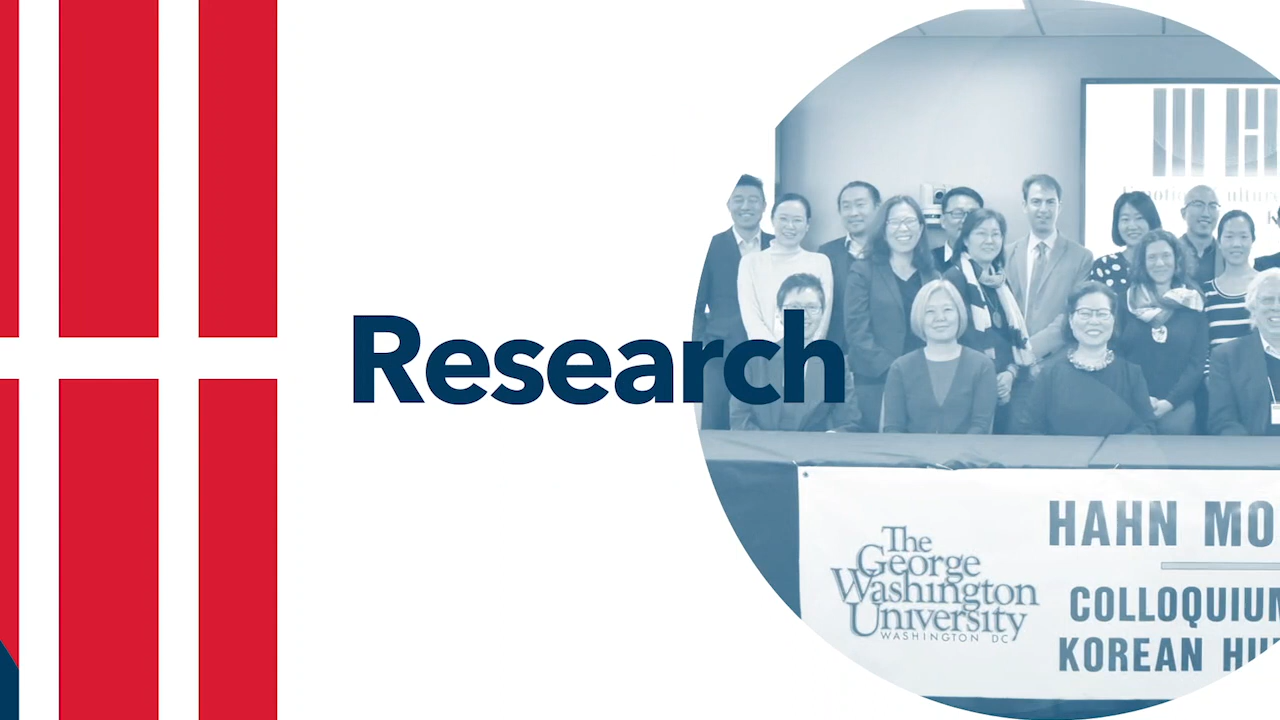 Research
HAHN MO
The
George
Washington
University
WASHINGTON DC
COLLOQUIUM
KOREAN HU